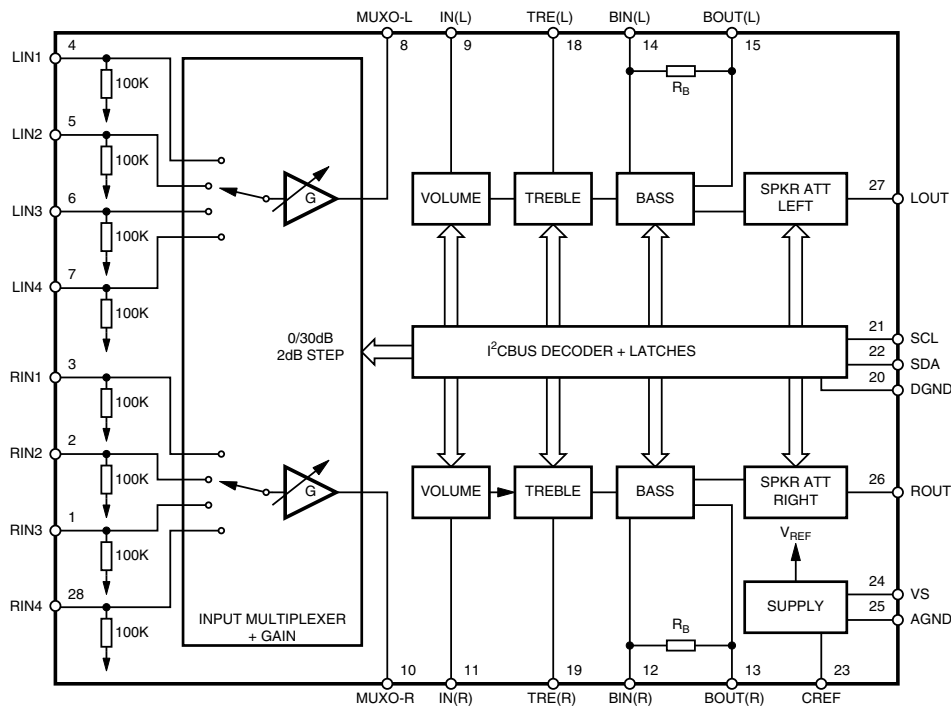 MUXO-L IN(L) TRE(L) BIN(L) BOUT(L)
8 9 18 14 15
LIN1 4
100K
LIN2 5
100K
LIN3 6
100K
LIN4 7
100K
G
R_B
VOLUME TREBLE BASS SPKR ATT LEFT 27 LOUT
0/30dB
2dB STEP
I²CBUS DECODER + LATCHES
21 SCL
22 SDA
20 DGND
RIN1 3
100K
RIN2 2
100K
RIN3 1
100K
RIN4 28
100K
G
VOLUME TREBLE BASS SPKR ATT RIGHT 26 ROUT
V_REF
SUPPLY
24 VS
25 AGND
INPUT MULTIPLEXER
+ GAIN
R_B
10 11 19 12 13 23
MUXO-R IN(R) TRE(R) BIN(R) BOUT(R) CREF